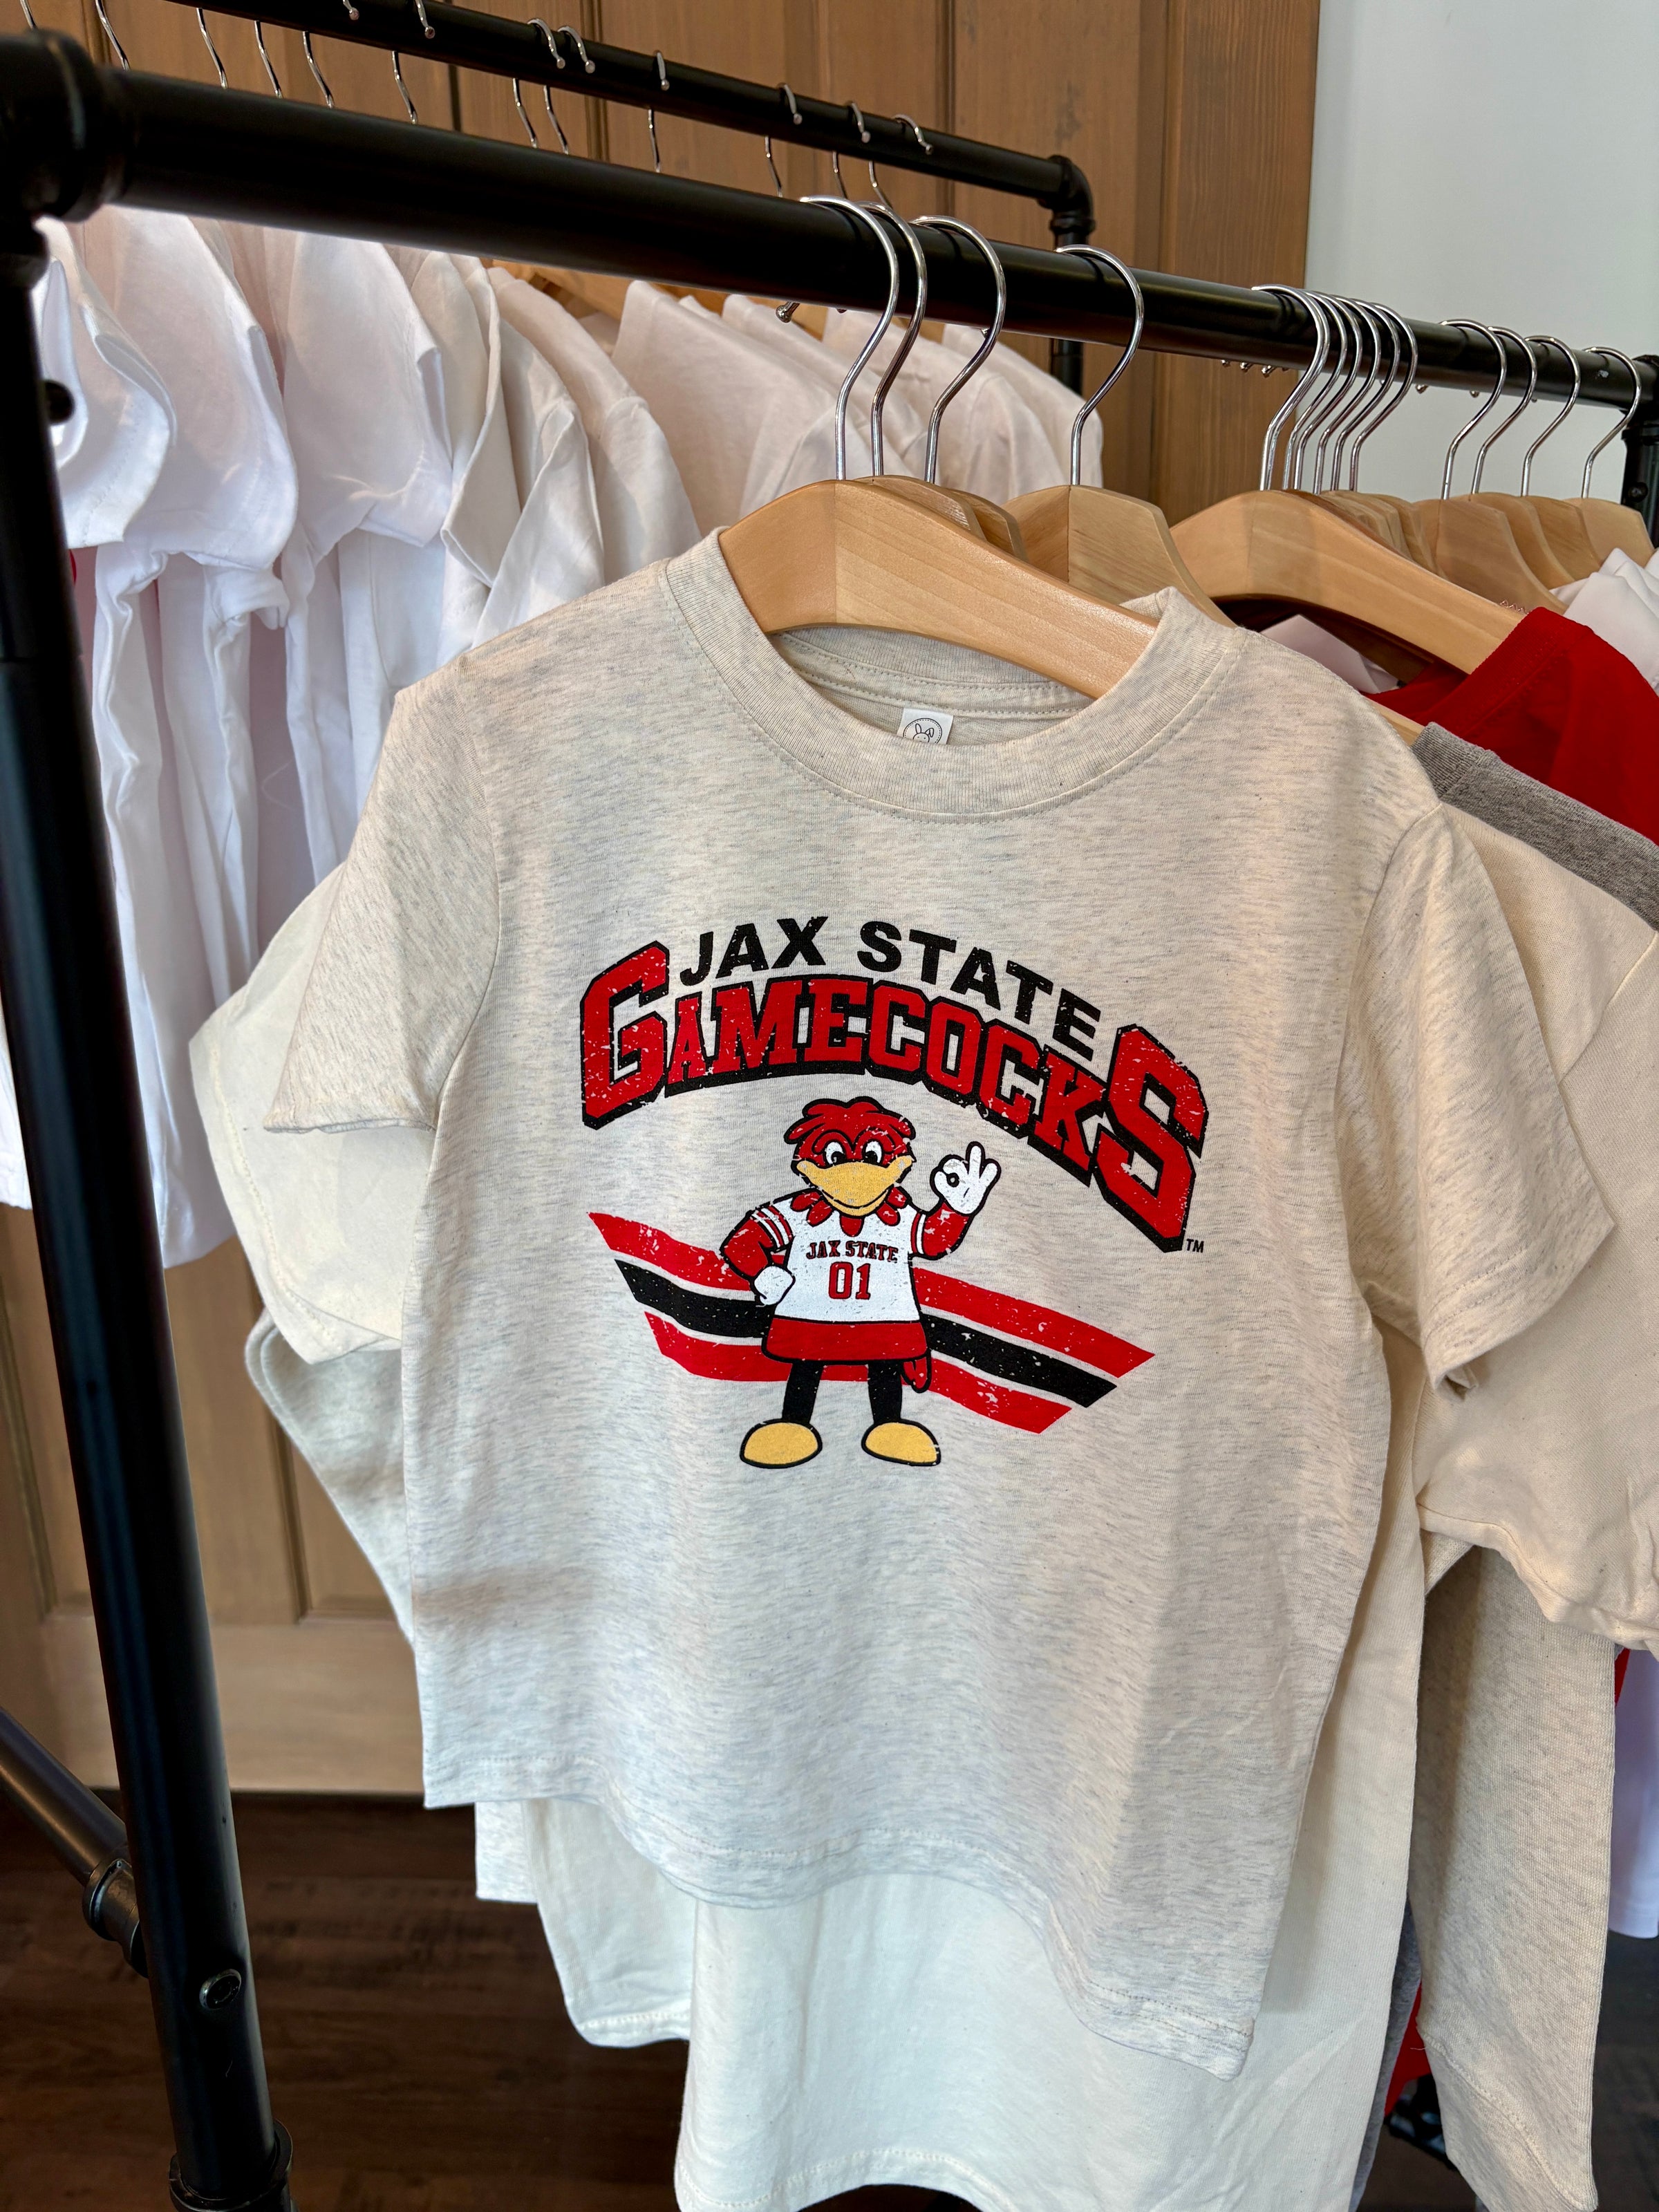 JAX STATE
GAMECOCKS
TM
JAX STATE
01